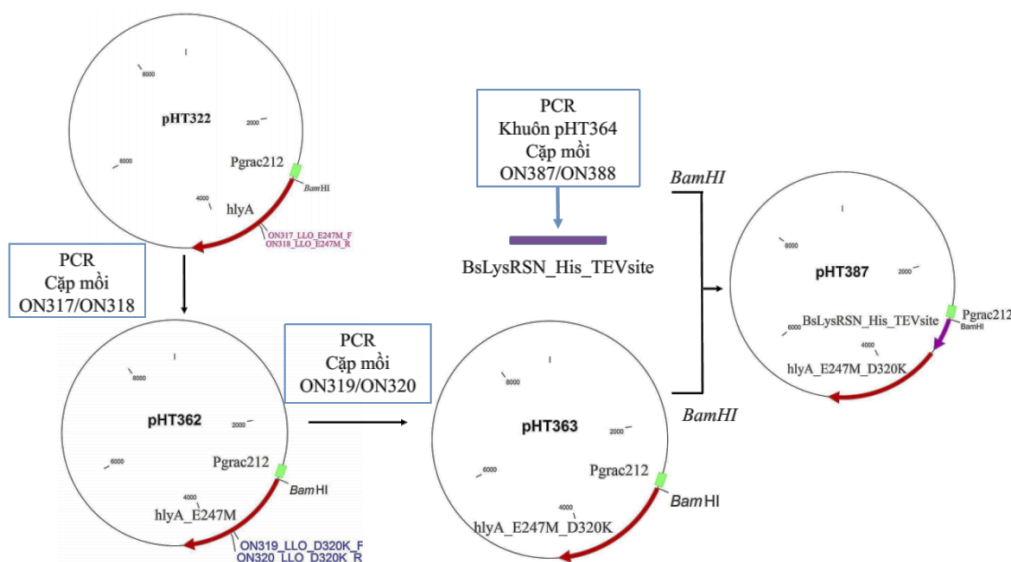 I
8000
pHT322
2000
Pgrac212
BamHI
6000
4000
hlyA
ON317_LLO_E247M_F
ON318_LLO_E247M_R
PCR
Cặp mồi
ON317/ON318
I
8000
pHT362
2000
Pgrac212
BamHI
6000
4000
hlyA_E247M
ON319_LLO_D320K_F
ON320_LLO_D320K_R
PCR
Cặp mồi
ON319/ON320
PCR
Khuôn pHT364
Cặp mồi
ON387/ON388
BsLysRSN_His_TEVsite
BamHI
BamHI
I
8000
pHT363
2000
Pgrac212
BamHI
6000
4000
hlyA_E247M_D320K
I
8000
pHT387
2000
Pgrac212
BamHI
BsLysRSN_His_TEVsite
6000
4000
hlyA_E247M_D320K